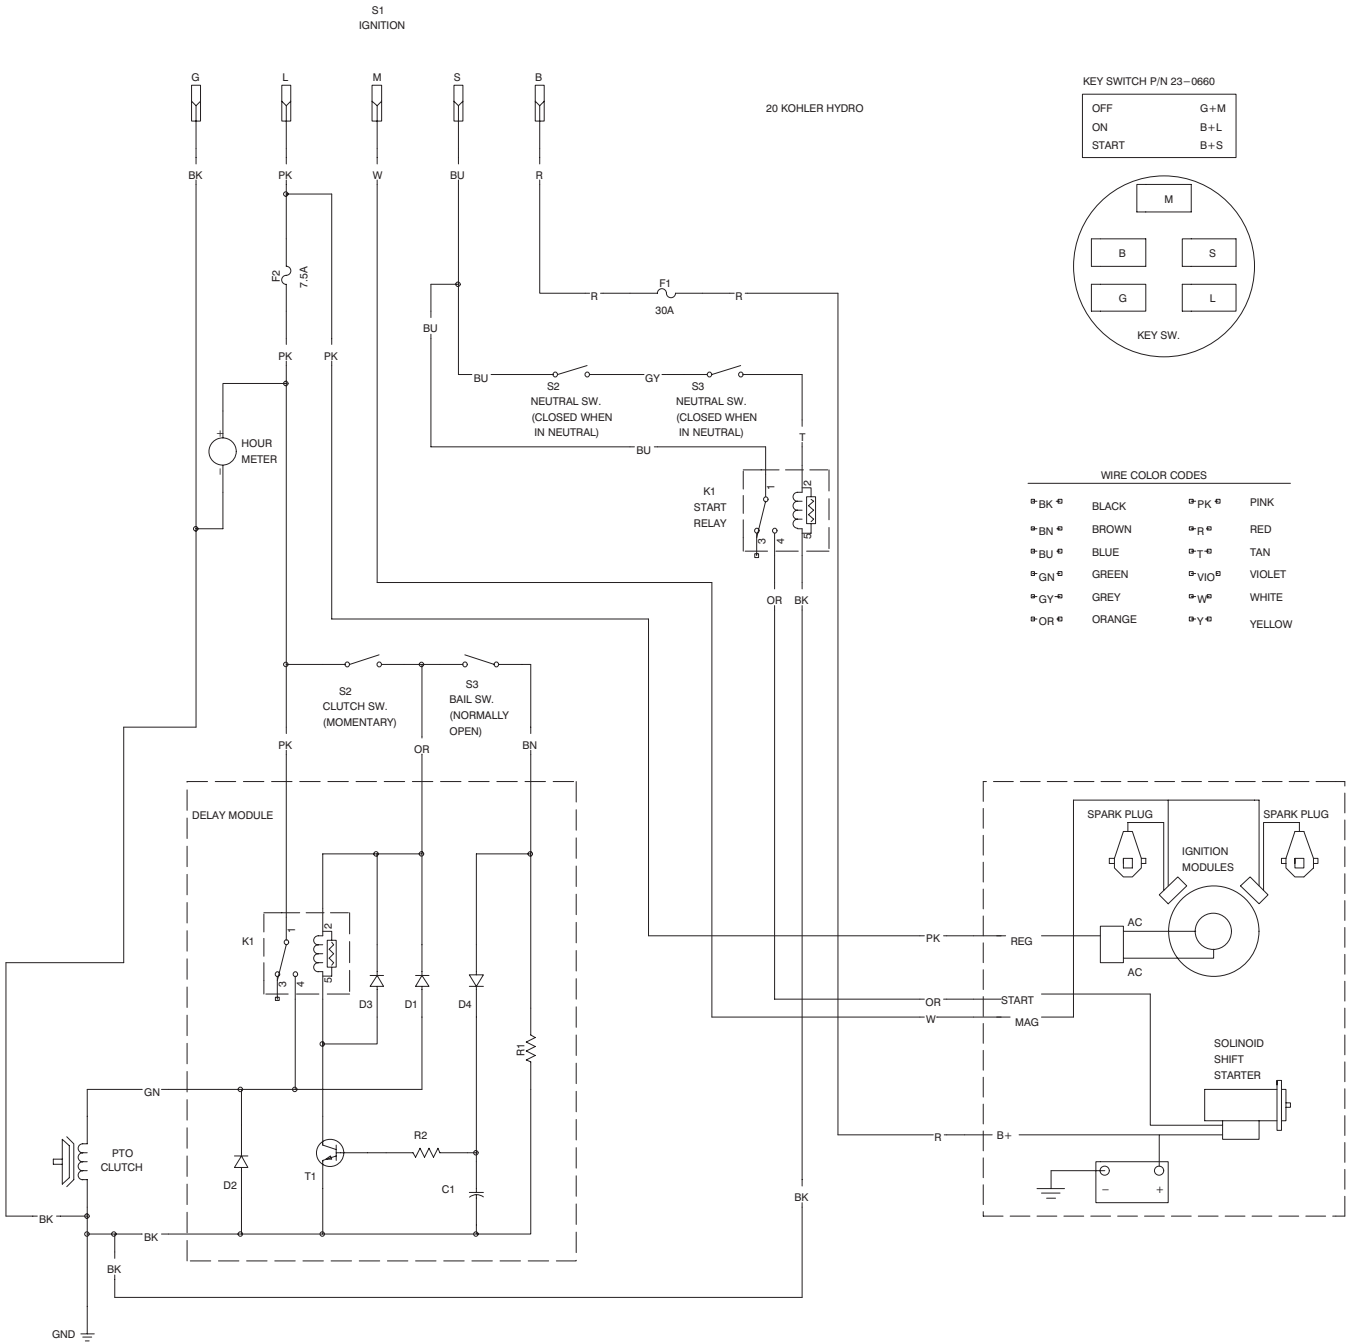 S1
IGNITION
G
L
M
S
B
KEY SWITCH P/N 23-0660
20 KOHLER HYDRO
OFF G+M
ON B+L
START B+S
BK
PK
W
BU
R
M
B
S
G
L
KEY SW.
F2
7.5A
F1
30A
R
R
BU
PK
PK
BU
GY
S2
NEUTRAL SW.
(CLOSED WHEN
IN NEUTRAL)
S3
NEUTRAL SW.
(CLOSED WHEN
IN NEUTRAL)
+
HOUR
METER
-
T
BU
WIRE COLOR CODES
BK BLACK
PK PINK
BN BROWN
R RED
BU BLUE
T TAN
GN GREEN
VIO VIOLET
GY GREY
W WHITE
OR ORANGE
Y YELLOW
K1
START
RELAY
1
2
3
4
5
OR
BK
S2
CLUTCH SW.
(MOMENTARY)
S3
BAIL SW.
(NORMALLY
OPEN)
PK
OR
BN
DELAY MODULE
SPARK PLUG
SPARK PLUG
IGNITION
MODULES
K1
1
2
3
4
5
D3
D1
D4
AC
AC
PK
REG
OR
START
W
MAG
R1
SOLINOID
SHIFT
STARTER
GN
R2
R
B+
PTO
CLUTCH
T1
D2
C1
-
+
BK
BK
BK
BK
GND